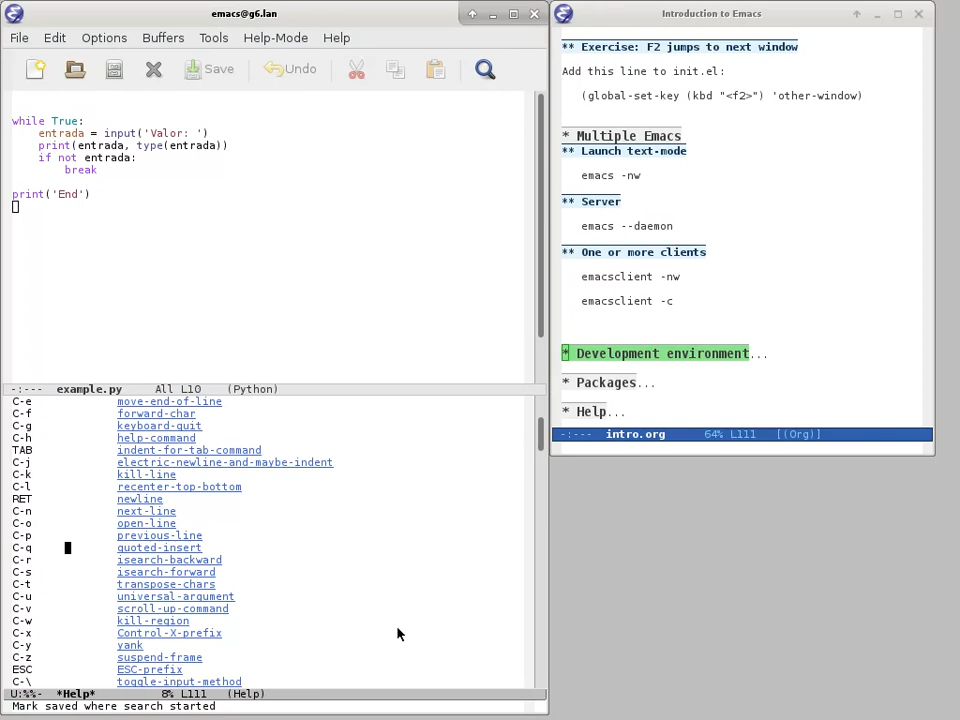 emacs@g6.lan
File Edit Options Buffers Tools Help-Mode Help
Save Undo
while True:
entrada = input('Valor: ')
print(entrada, type(entrada))
if not entrada:
break
print('End')
-:--- example.py All L10 (Python)
C-e move-end-of-line
C-f forward-char
C-g keyboard-quit
C-h help-command
TAB indent-for-tab-command
C-j electric-newline-and-maybe-indent
C-k kill-line
C-l recenter-top-bottom
RET newline
C-n next-line
C-o open-line
C-p previous-line
C-q quoted-insert
C-r isearch-backward
C-s isearch-forward
C-t transpose-chars
C-u universal-argument
C-v scroll-up-command
C-w kill-region
C-x Control-X-prefix
C-y yank
C-z suspend-frame
ESC ESC-prefix
C-\ toggle-input-method
U:%%- *Help* 8% L111 (Help)
Mark saved where search started
Introduction to Emacs
** Exercise: F2 jumps to next window
Add this line to init.el:
(global-set-key (kbd "<f2>") 'other-window)
* Multiple Emacs
** Launch text-mode
emacs -nw
** Server
emacs --daemon
** One or more clients
emacsclient -nw
emacsclient -c
* Development environment...
* Packages...
* Help...
-:--- intro.org 64% L111 [(Org)]